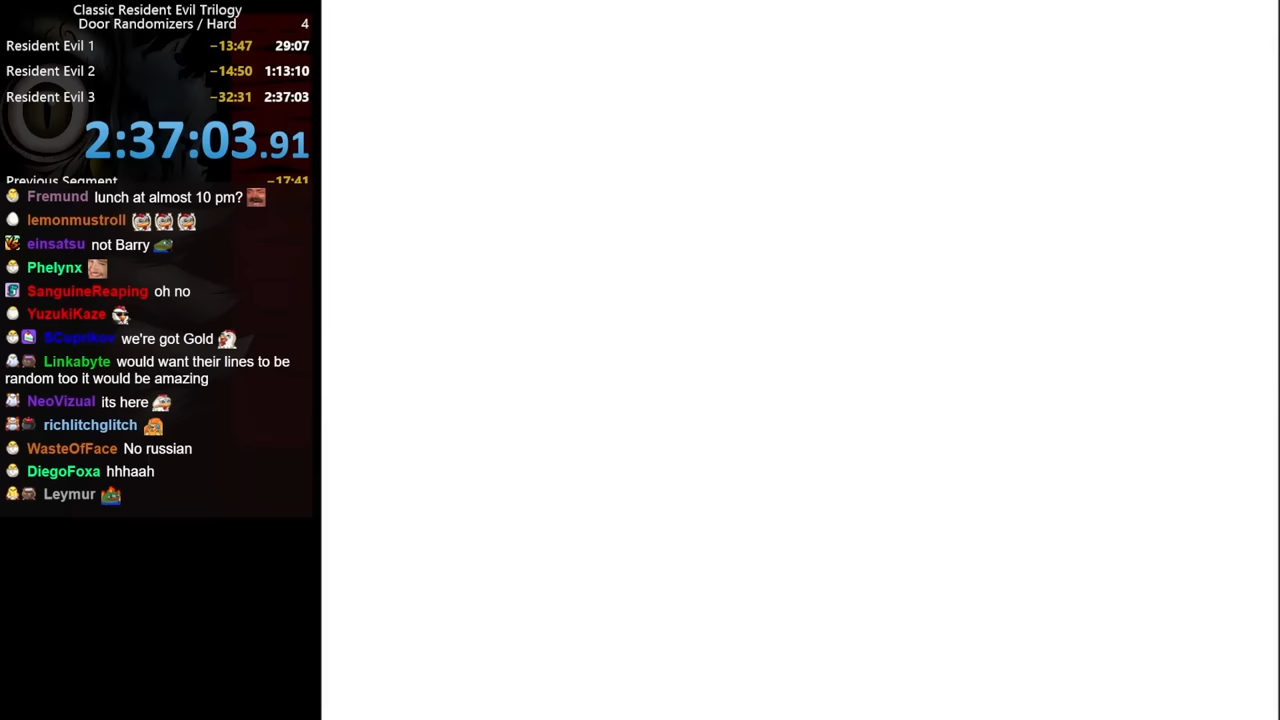 Classic Resident Evil Trilogy
Door Randomizers / Hard 4
Resident Evil 1 -13:47 29:07
Resident Evil 2 -14:50 1:13:10
Resident Evil 3 -32:31 2:37:03
2:37:03.91
Previous Segment -17:41
Fremund lunch at almost 10 pm?
lemonmustroll
einsatsu not Barry
Phelynx
SanguineReaping oh no
YuzukiKaze
SCuprikov we're got Gold
Linkabyte would want their lines to be
random too it would be amazing
NeoVizual its here
richlitchglitch
WasteOfFace No russian
DiegoFoxa hhhaah
Leymur